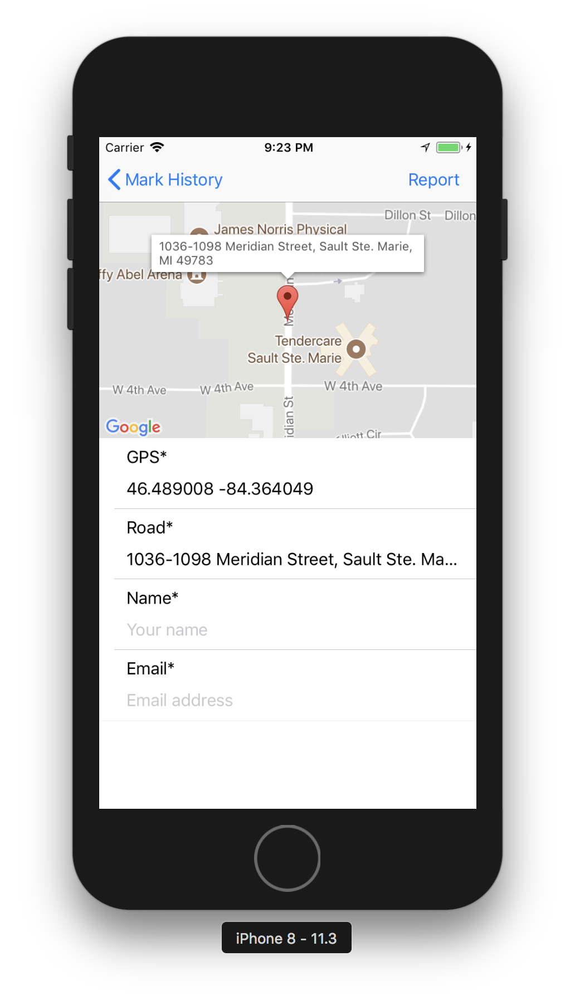 Carrier
9:23 PM
Mark History
Report
Dillon St
Dillon
James Norris Physical
1036-1098 Meridian Street, Sault Ste. Marie,
MI 49783
ffy Abel Arena
Tendercare
Sault Ste. Marie
W 4th Ave
W 4th Ave
W 4th Ave
idian St
Google
GPS*
46.489008 -84.364049
Road*
1036-1098 Meridian Street, Sault Ste. Ma...
Name*
Your name
Email*
Email address
iPhone 8 - 11.3